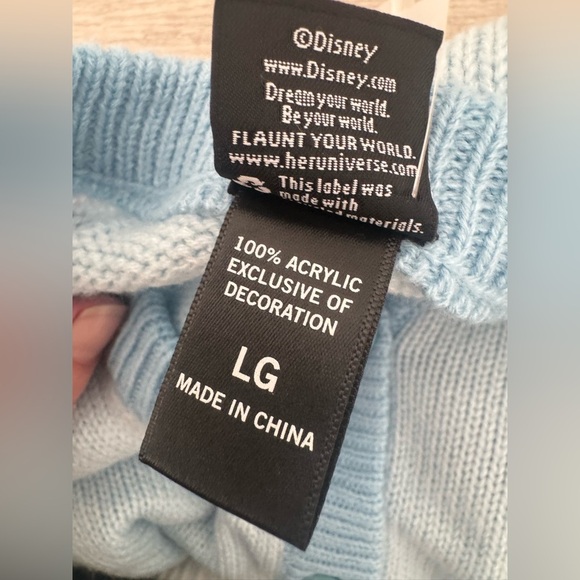 ©Disney
www.Disney.com
Dream your world.
Be your world.
FLAUNT YOUR WORLD.
www.heruniverse.com
This label was
made with
materials.
100% ACRYLIC
EXCLUSIVE OF
DECORATION
LG
MADE IN CHINA